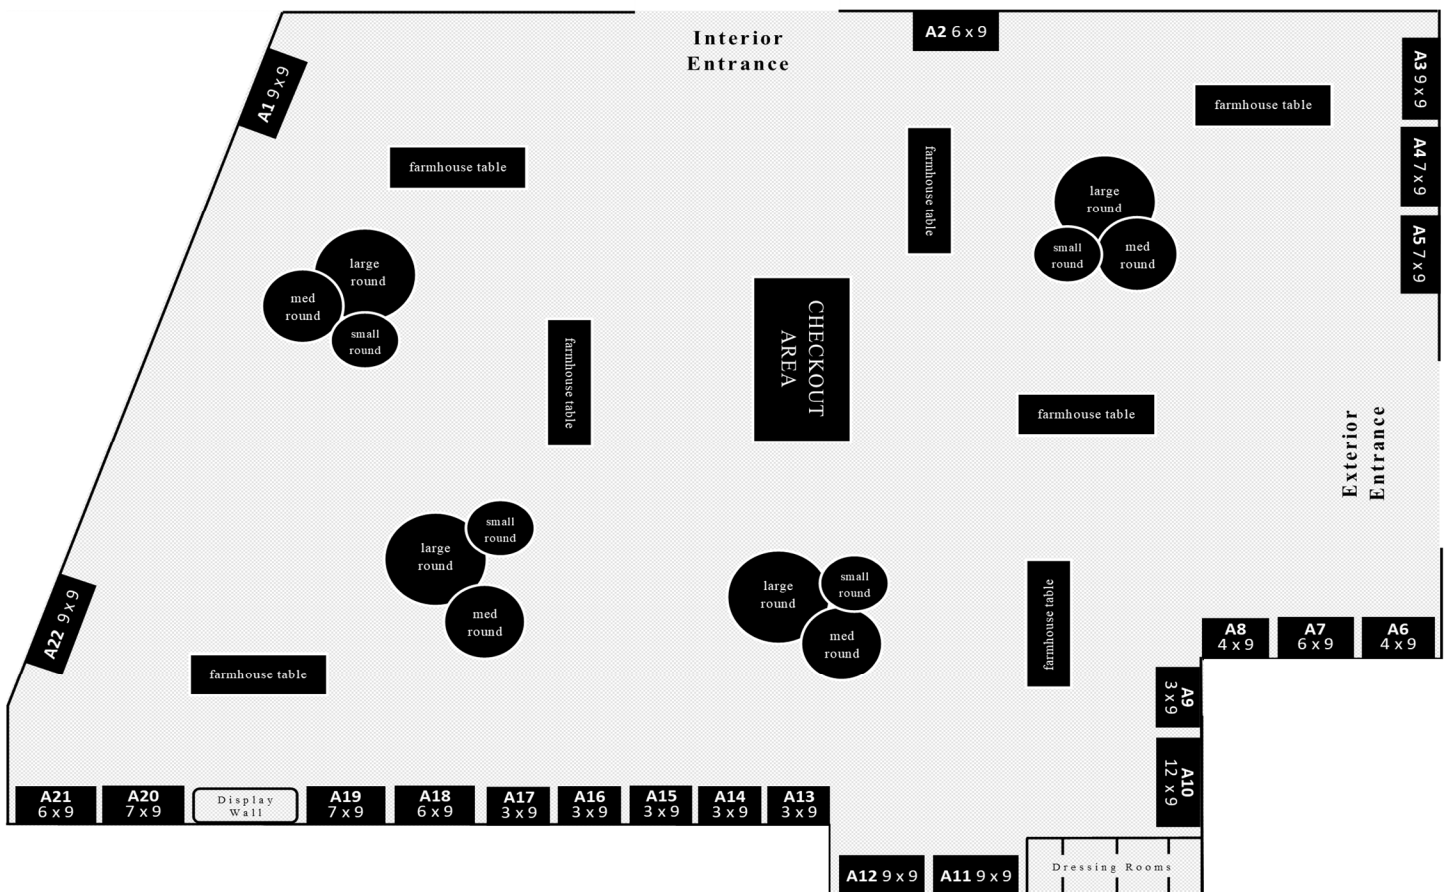 Interior
Entrance
A2 6 x 9
A1 9 x 9
A3 9 x 9
farmhouse table
farmhouse table
farmhouse table
A4 7 x 9
large
round
small
round
med
round
A5 7 x 9
large
round
med
round
small
round
farmhouse table
CHECKOUT
AREA
farmhouse table
Exterior
Entrance
large
round
small
round
med
round
large
round
small
round
med
round
farmhouse table
A22 9 x 9
farmhouse table
A8
4 x 9
A7
6 x 9
A6
4 x 9
A9
3 x 9
A10
12 x 9
A21
6 x 9
A20
7 x 9
Display
Wall
A19
7 x 9
A18
6 x 9
A17
3 x 9
A16
3 x 9
A15
3 x 9
A14
3 x 9
A13
3 x 9
A12 9 x 9
A11 9 x 9
Dressing Rooms